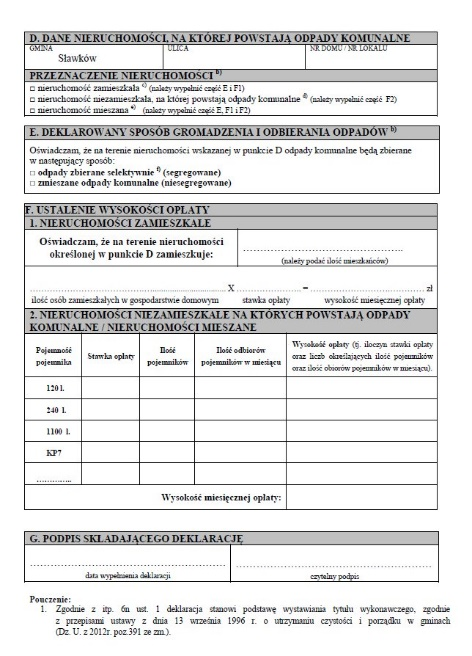 D. DANE NIERUCHOMOŚCI, NA KTÓREJ POWSTAJĄ ODPADY KOMUNALNE
GMINA ULICA NR DOMU / NR LOKALU
Sławków
PRZEZNACZENIE NIERUCHOMOŚCI b)
□ nieruchomość zamieszkała c) (należy wypełnić część E i F1)
□ nieruchomość niezamieszkała, na której powstają odpady komunalne d) (należy wypełnić część F2)
□ nieruchomość mieszana e) (należy wypełnić część E, F1 i F2)
E. DEKLAROWANY SPOSÓB GROMADZENIA I ODBIERANIA ODPADÓW b)
Oświadczam, że na terenie nieruchomości wskazanej w punkcie D odpady komunalne będą zbierane
w następujący sposób:
□ odpady zbierane selektywnie f) (segregowane)
□ zmieszane odpady komunalne (niesegregowane)
F. USTALENIE WYSOKOŚCI OPŁATY
1. NIERUCHOMOŚCI ZAMIESZKAŁE
Oświadczam, że na terenie nieruchomości
określonej w punkcie D zamieszkuje:
..............................................
(należy podać ilość mieszkańców)
.................................................... X .................... = .................................... zł
ilość osób zamieszkałych w gospodarstwie domowym stawka opłaty wysokość miesięcznej opłaty
2. NIERUCHOMOŚCI NIEZAMIESZKAŁE NA KTÓRYCH POWSTAJĄ ODPADY
KOMUNALNE / NIERUCHOMOŚCI MIESZANE
Pojemność pojemnika
Stawka opłaty
Ilość pojemników
Ilość odbiorów pojemników w miesiącu
Wysokość opłaty (tj. iloczyn stawki opłaty
oraz liczb określających ilość pojemników
oraz ilość obiorów pojemników w miesiącu).
120 l.
240 l.
1100 l.
KP7
.............
Wysokość miesięcznej opłaty:
G. PODPIS SKŁADAJĄCEGO DEKLARACJĘ
.................................................... ....................................................
data wypełnienia deklaracji czytelny podpis
Pouczenie:
1. Zgodnie z itp. 6n ust. 1 deklaracja stanowi podstawę wystawiania tytułu wykonawczego, zgodnie
z przepisami ustawy z dnia 13 września 1996 r. o utrzymaniu czystości i porządku w gminach
(Dz. U. z 2012r. poz.391 ze zm.).